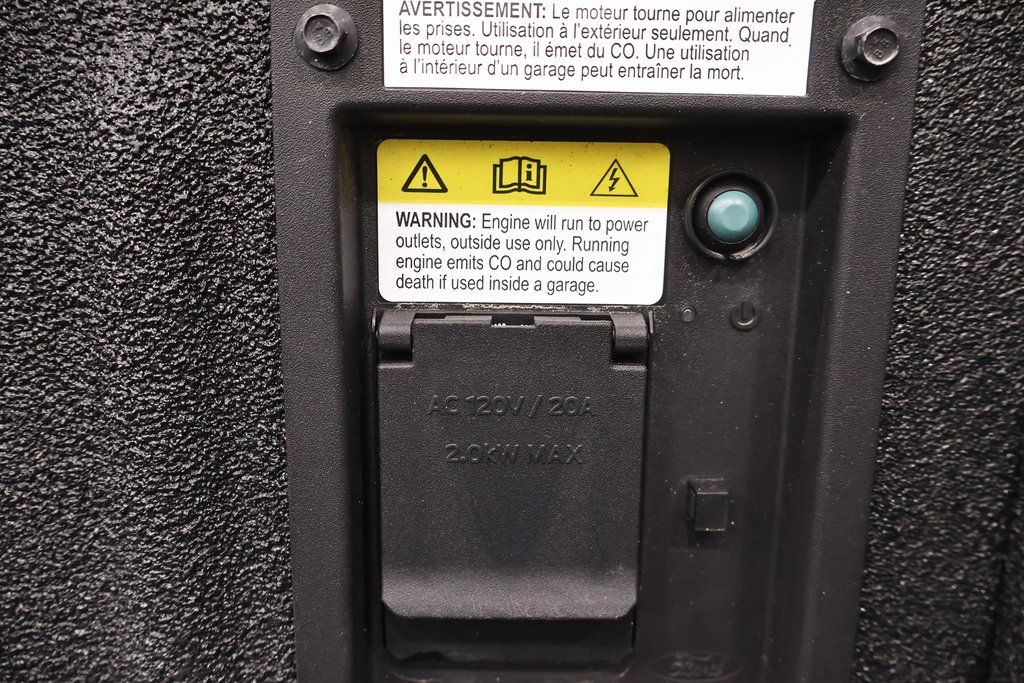 AVERTISSEMENT: Le moteur tourne pour alimenter
les prises. Utilisation à l'extérieur seulement. Quand
le moteur tourne, il émet du CO. Une utilisation
à l'intérieur d'un garage peut entraîner la mort.
WARNING: Engine will run to power
outlets, outside use only. Running
engine emits CO and could cause
death if used inside a garage.
AC 120V / 20A
2.0kW MAX
Ford